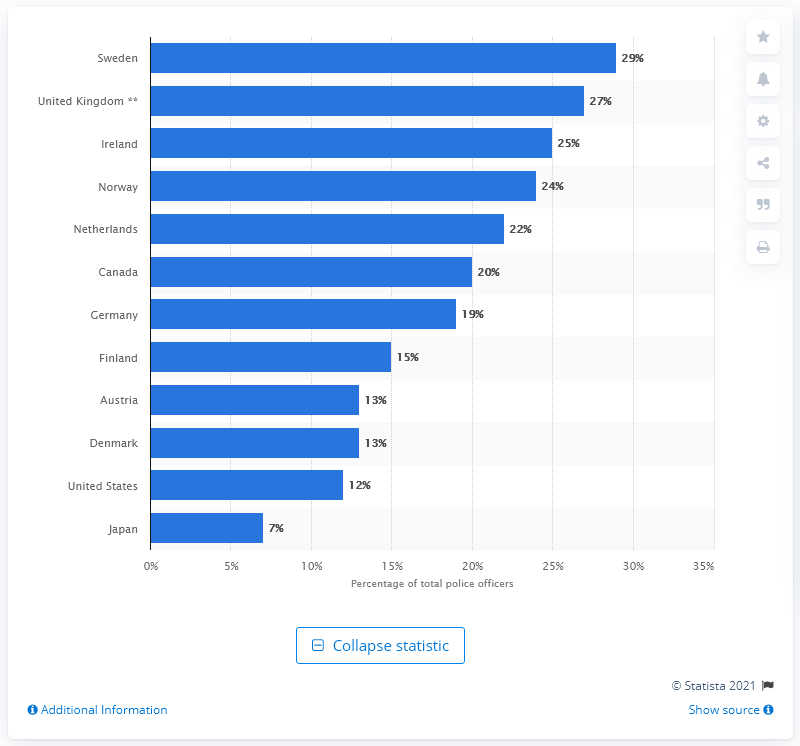 Sweden 29%
United Kingdom ** 27%
Ireland 25%
Norway 24%
Netherlands 22%
Canada 20%
Germany 19%
Finland 15%
Austria 13%
Denmark 13%
United States 12%
Japan 7%
0% 5% 10% 15% 20% 25% 30% 35%
Percentage of total police officers
Collapse statistic
© Statista 2021
Additional Information Show source